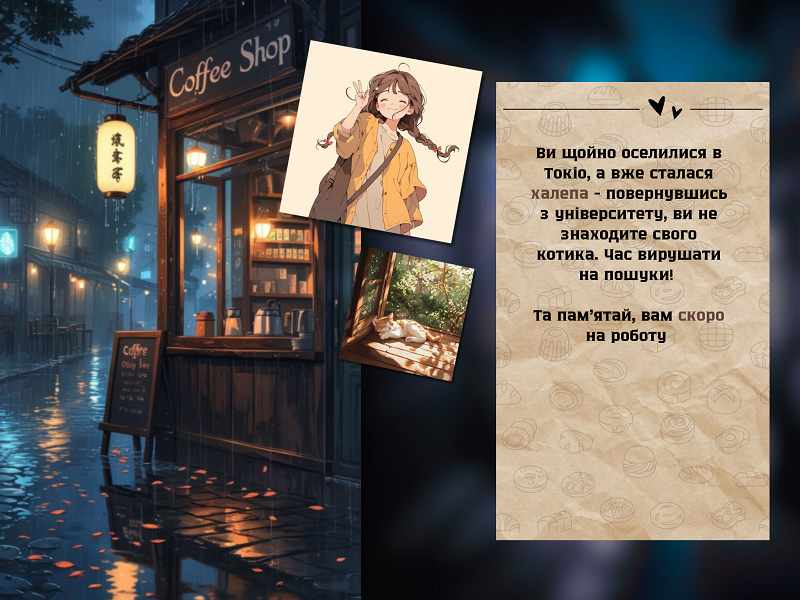 Coffee Shop
Coffee
Ви щойно оселилися в
Токіо, а вже сталася
халепа - повернувшись
з університету, ви не
знаходите свого
котика. Час вирушати
на пошуки!
Та пам'ятай, вам скоро
на роботу